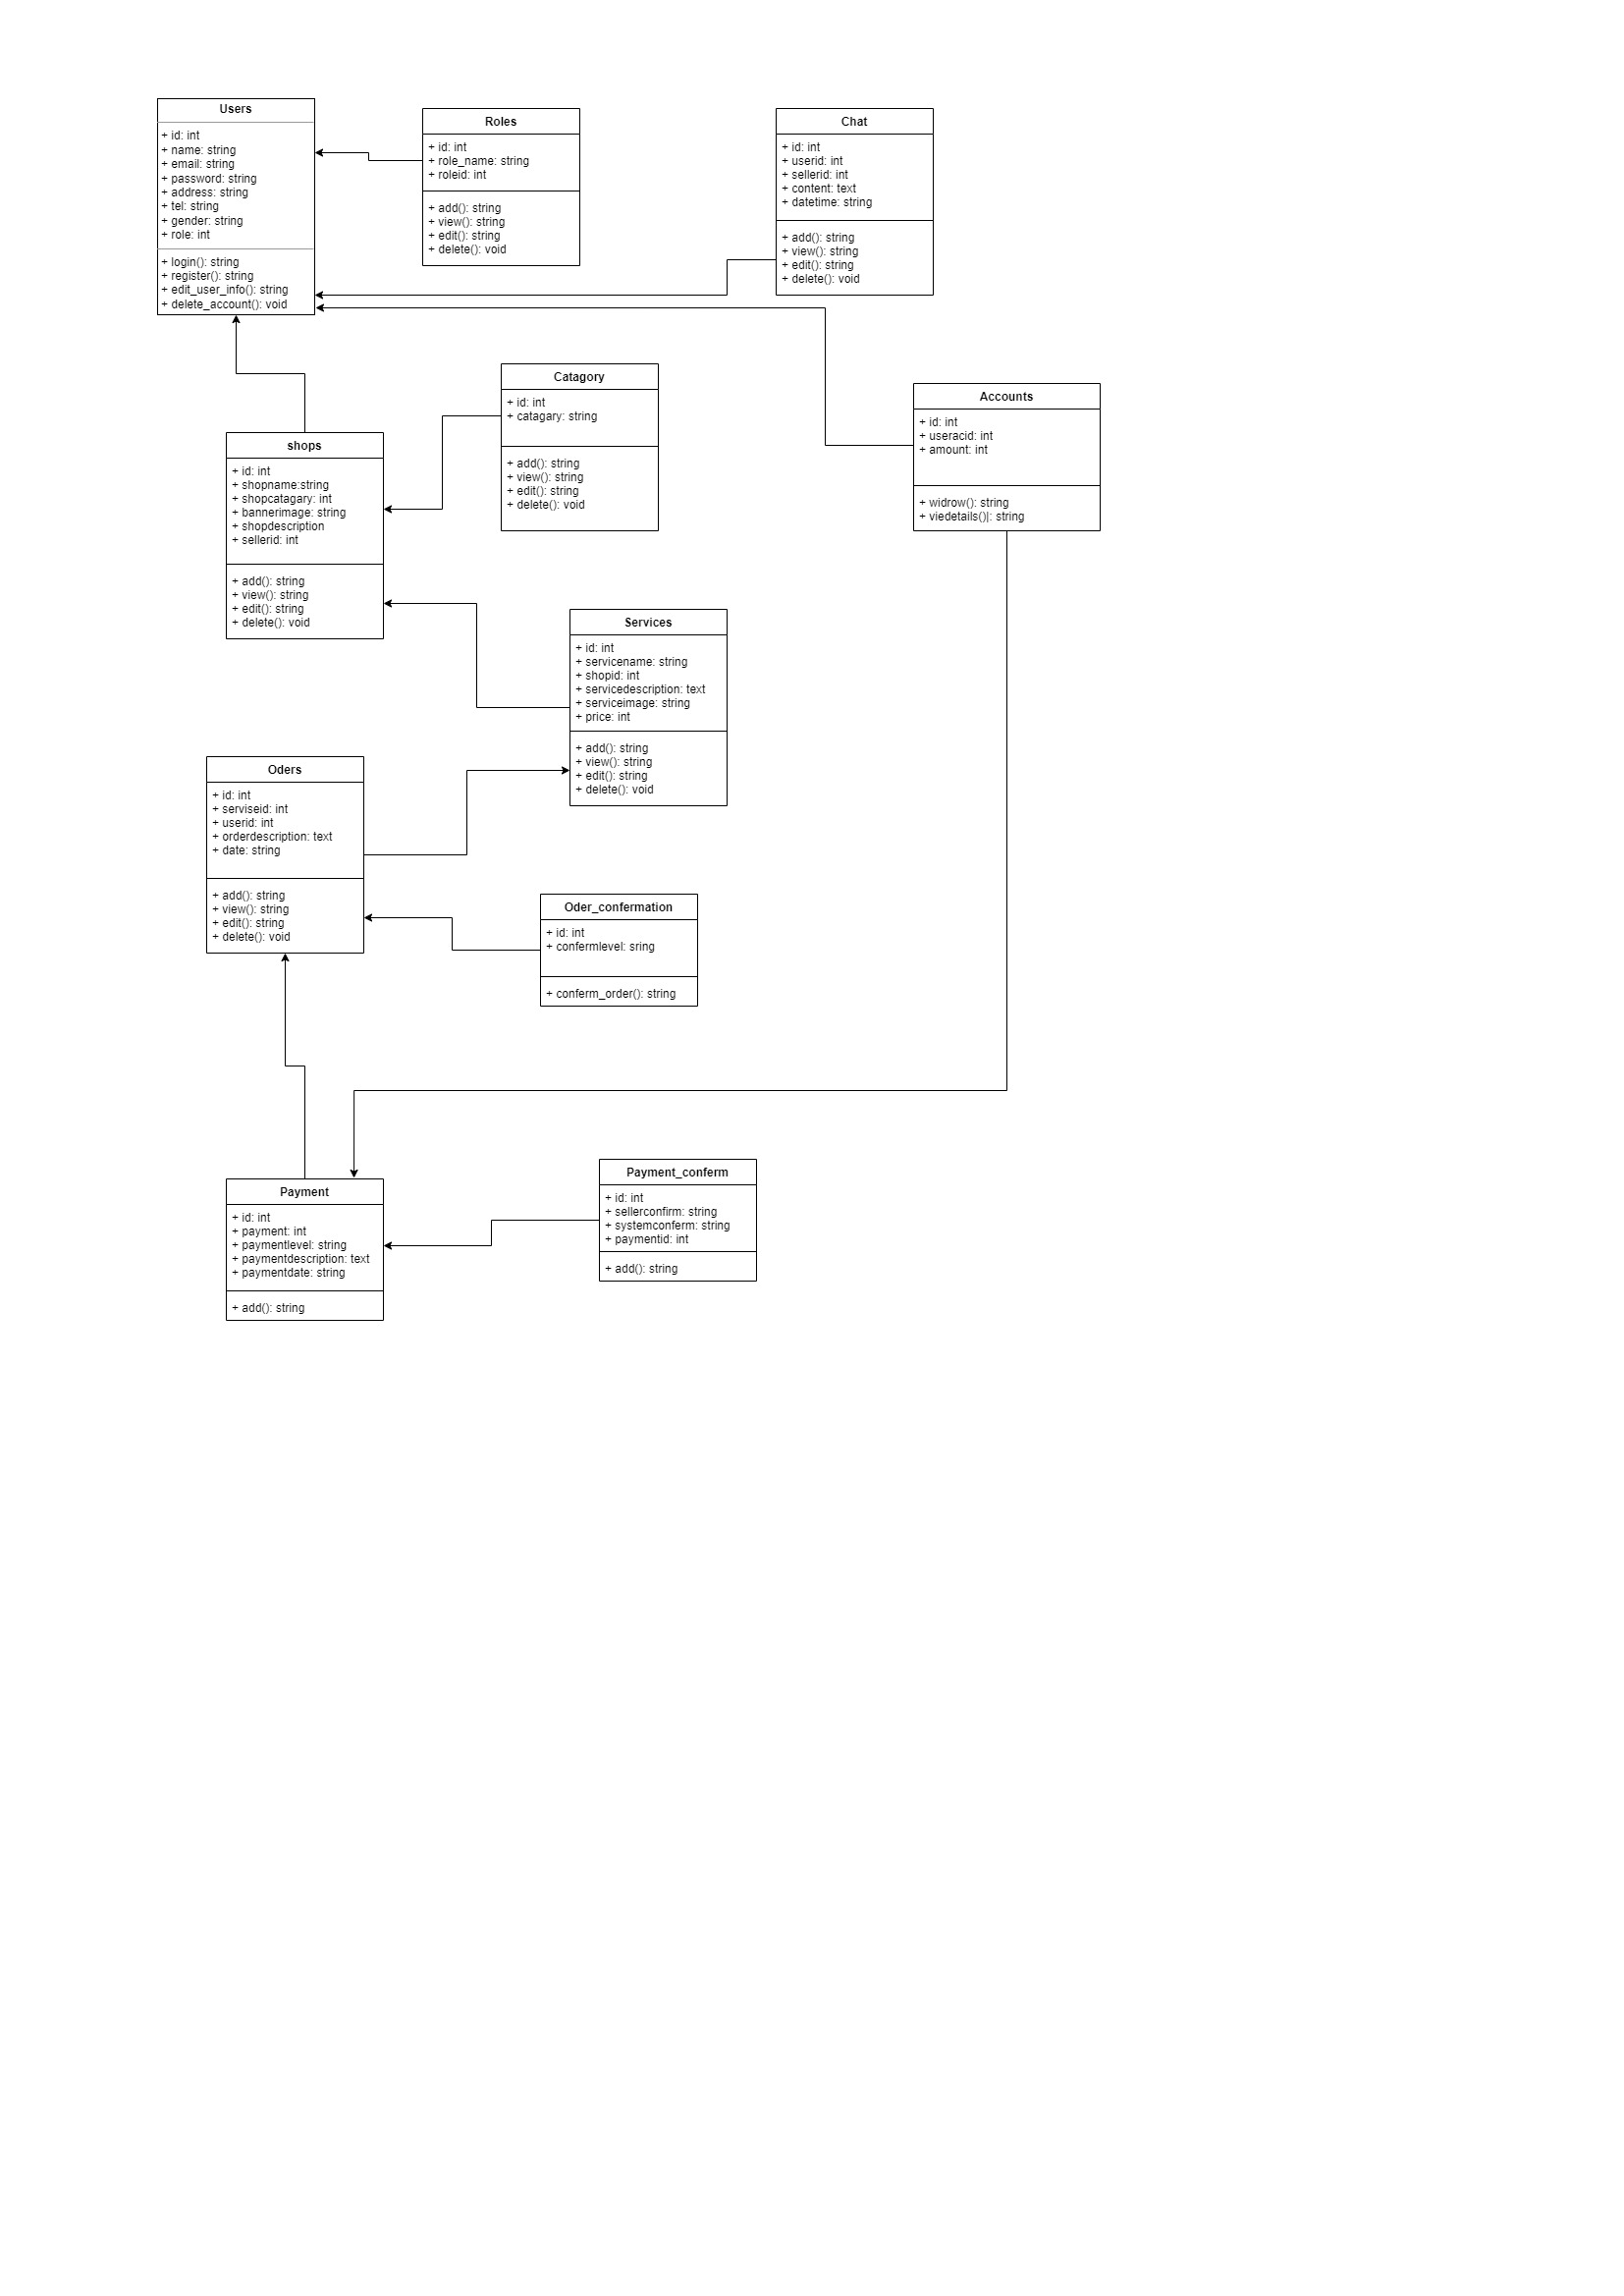 Users
+ id: int
+ name: string
+ email: string
+ password: string
+ address: string
+ tel: string
+ gender: string
+ role: int
+ login(): string
+ register(): string
+ edit_user_info(): string
+ delete_account(): void
Roles
+ id: int
+ role_name: string
+ roleid: int
+ add(): string
+ view(): string
+ edit(): string
+ delete(): void
Chat
+ id: int
+ userid: int
+ sellerid: int
+ content: text
+ datetime: string
+ add(): string
+ view(): string
+ edit(): string
+ delete(): void
Catagory
+ id: int
+ catagary: string
+ add(): string
+ view(): string
+ edit(): string
+ delete(): void
Accounts
+ id: int
+ useracid: int
+ amount: int
+ widrow(): string
+ viedetails()|: string
shops
+ id: int
+ shopname:string
+ shopcatagary: int
+ bannerimage: string
+ shopdescription
+ sellerid: int
+ add(): string
+ view(): string
+ edit(): string
+ delete(): void
Services
+ id: int
+ servicename: string
+ shopid: int
+ servicedescription: text
+ serviceimage: string
+ price: int
+ add(): string
+ view(): string
+ edit(): string
+ delete(): void
Oders
+ id: int
+ serviseid: int
+ userid: int
+ orderdescription: text
+ date: string
+ add(): string
+ view(): string
+ edit(): string
+ delete(): void
Oder_confermation
+ id: int
+ confermlevel: sring
+ conferm_order(): string
Payment
+ id: int
+ payment: int
+ paymentlevel: string
+ paymentdescription: text
+ paymentdate: string
+ add(): string
Payment_conferm
+ id: int
+ sellerconfirm: string
+ systemconferm: string
+ paymentid: int
+ add(): string